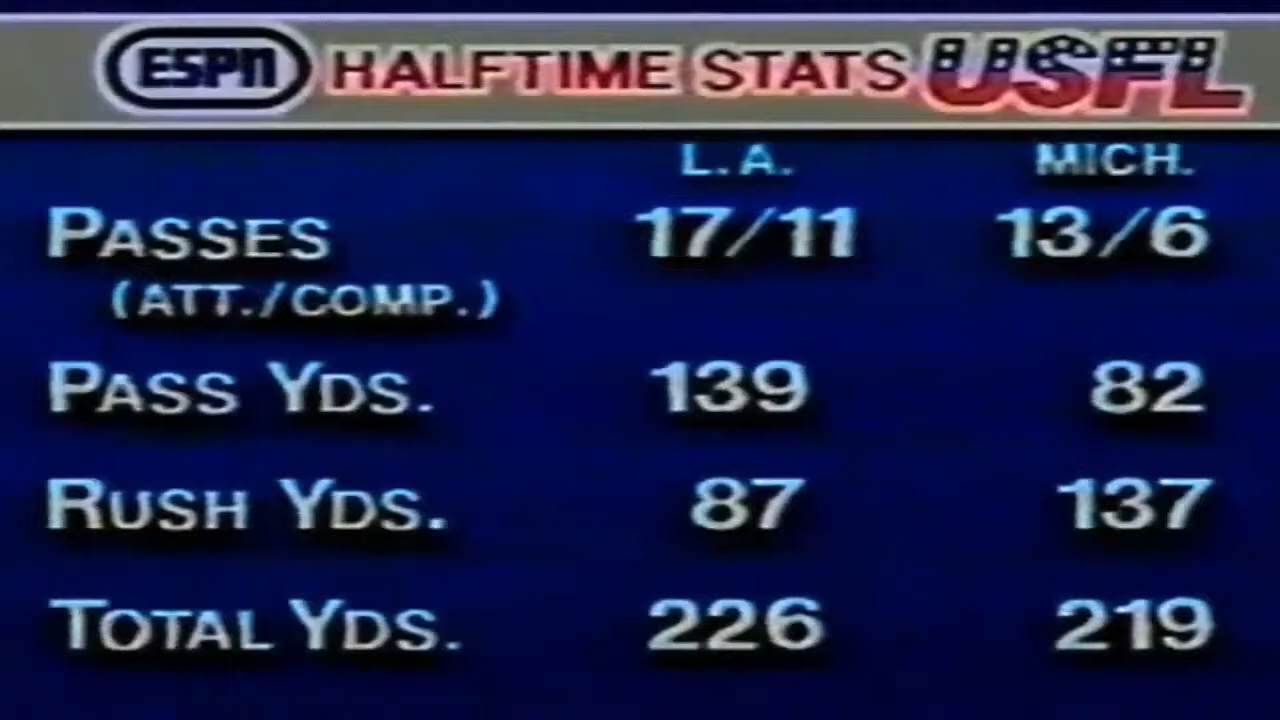 ESPN HALFTIME STATS USFL
L.A. MICH.
PASSES 17/11 13/6
(ATT./COMP.)
PASS YDS. 139 82
RUSH YDS. 87 137
TOTAL YDS. 226 219